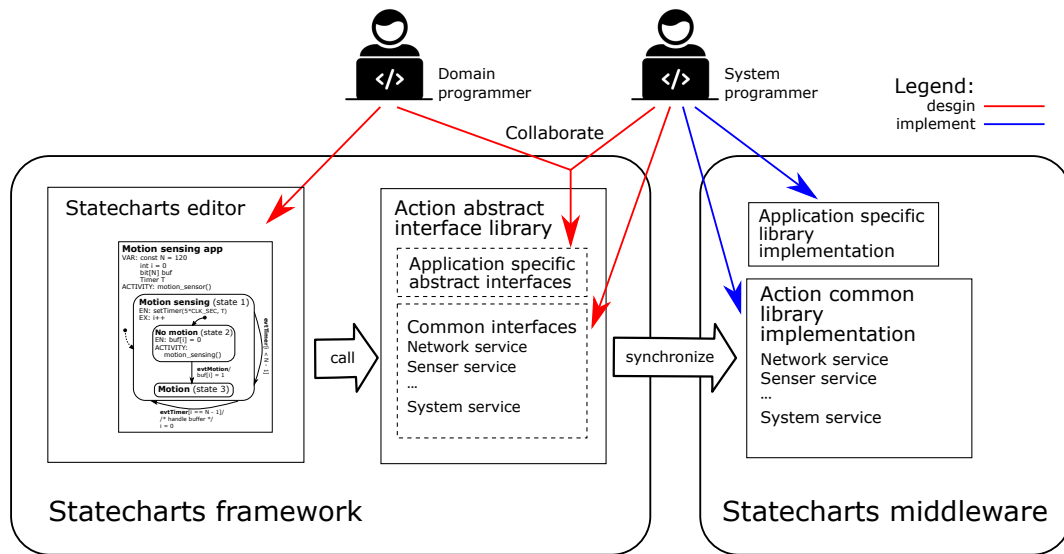 </>
Domain
programmer
</>
System
programmer
Legend:
desgin
implement
Collaborate
Statecharts editor
Motion sensing app
VAR: const N = 120
int i = 0
bit[N] buf
Timer T
ACTIVITY: motion_sensor()
Motion sensing (state 1)
EN: setTimer(5*CLK_SEC, T)
EX: i++
No motion (state 2)
EN: buf[i] = 0
ACTIVITY:
motion_sensing()
evtMotion/
buf[i] = 1
Motion (state 3)
evtTimer[i < N - 1]
evtTimer[i == N - 1]/
/* handle buffer */
i = 0
call
Action abstract
interface library
Application specific
abstract interfaces
Common interfaces
Network service
Senser service
...
System service
Statecharts framework
synchronize
Application specific
library
implementation
Action common
library
implementation
Network service
Senser service
...
System service
Statecharts middleware